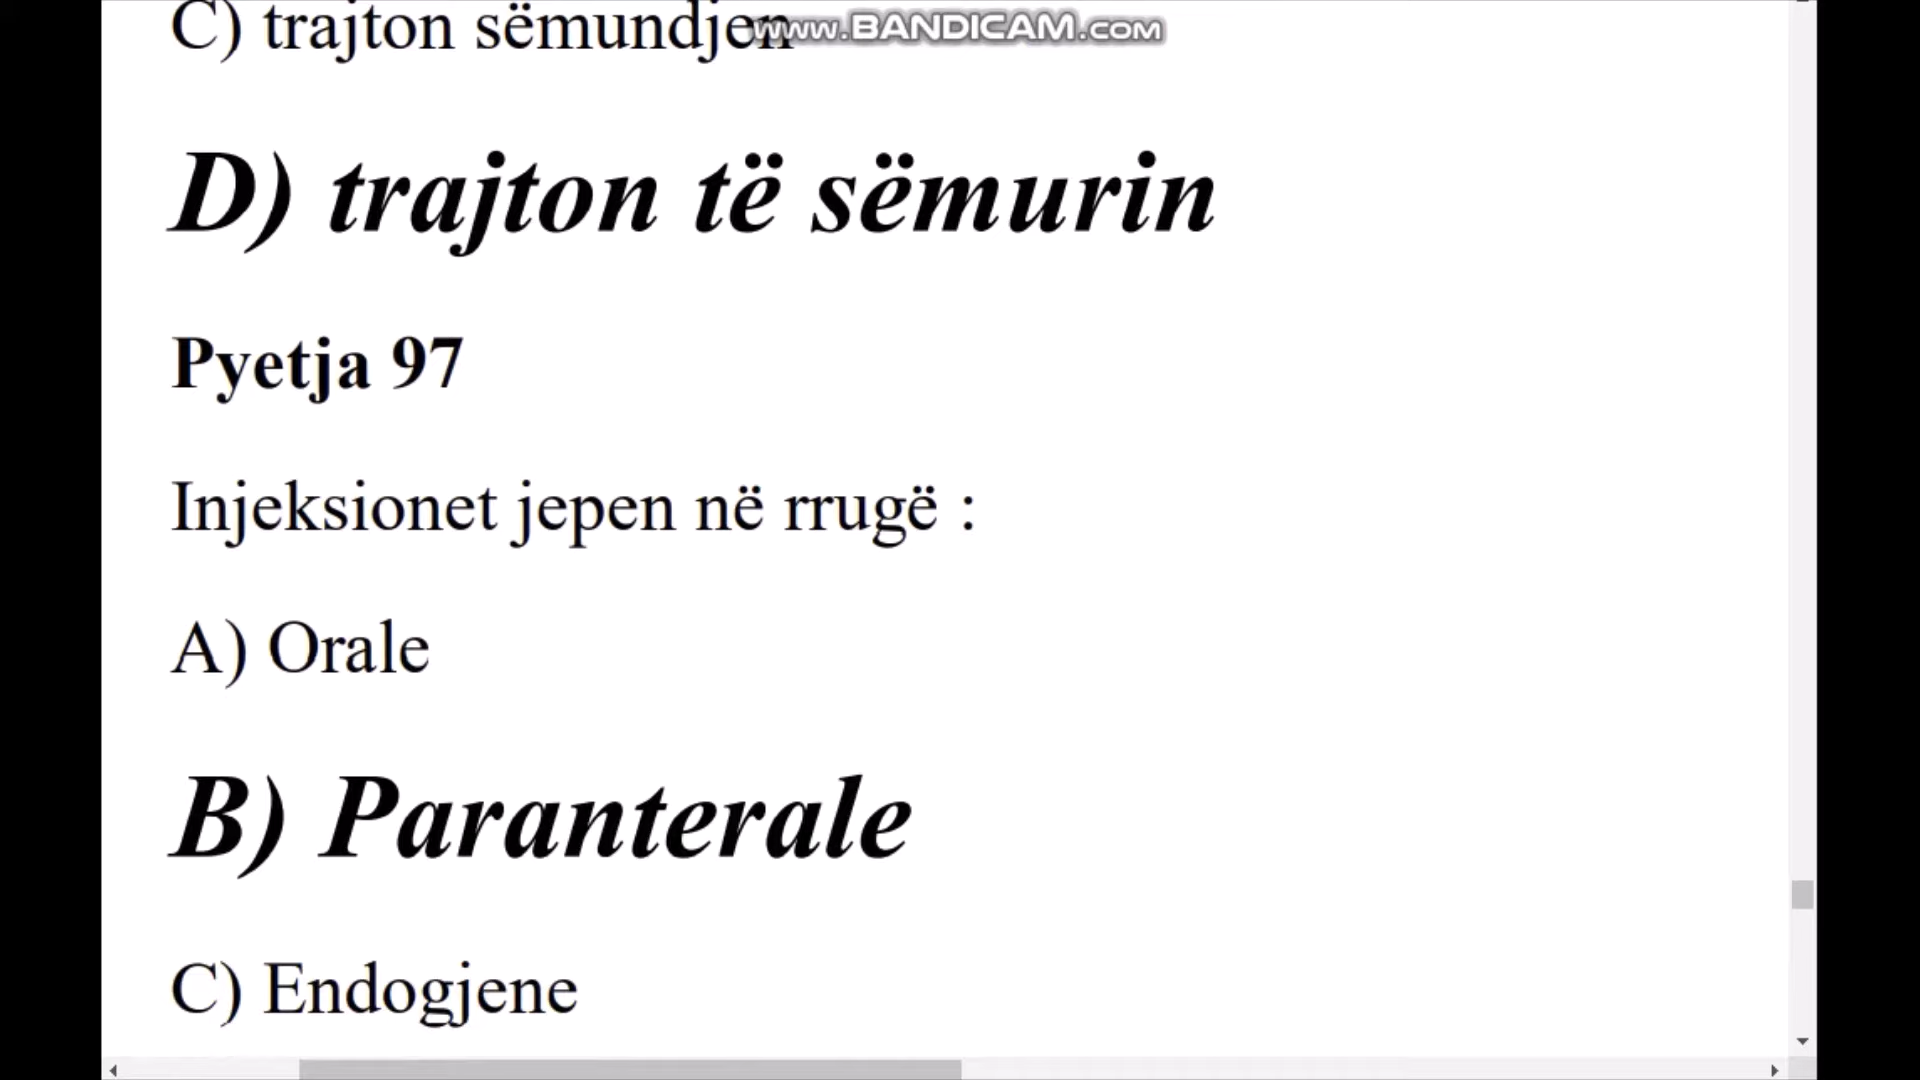 C) trajton sëmundjen
www.BANDICAM.com
D) trajton të sëmurin
Pyetja 97
Injeksionet jepen në rrugë :
A) Orale
B) Paranterale
C) Endogjene